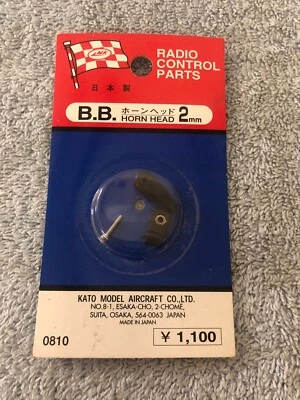 LMK
RADIO
CONTROL
PARTS
日本製
B.B. ホーンヘッド 2mm
HORN HEAD
KATO MODEL AIRCRAFT CO.,LTD.
NO.8-1, ESAKA-CHO, 2-CHOME,
SUITA, OSAKA, 564-0063 JAPAN
MADE IN JAPAN
0810
¥ 1,100